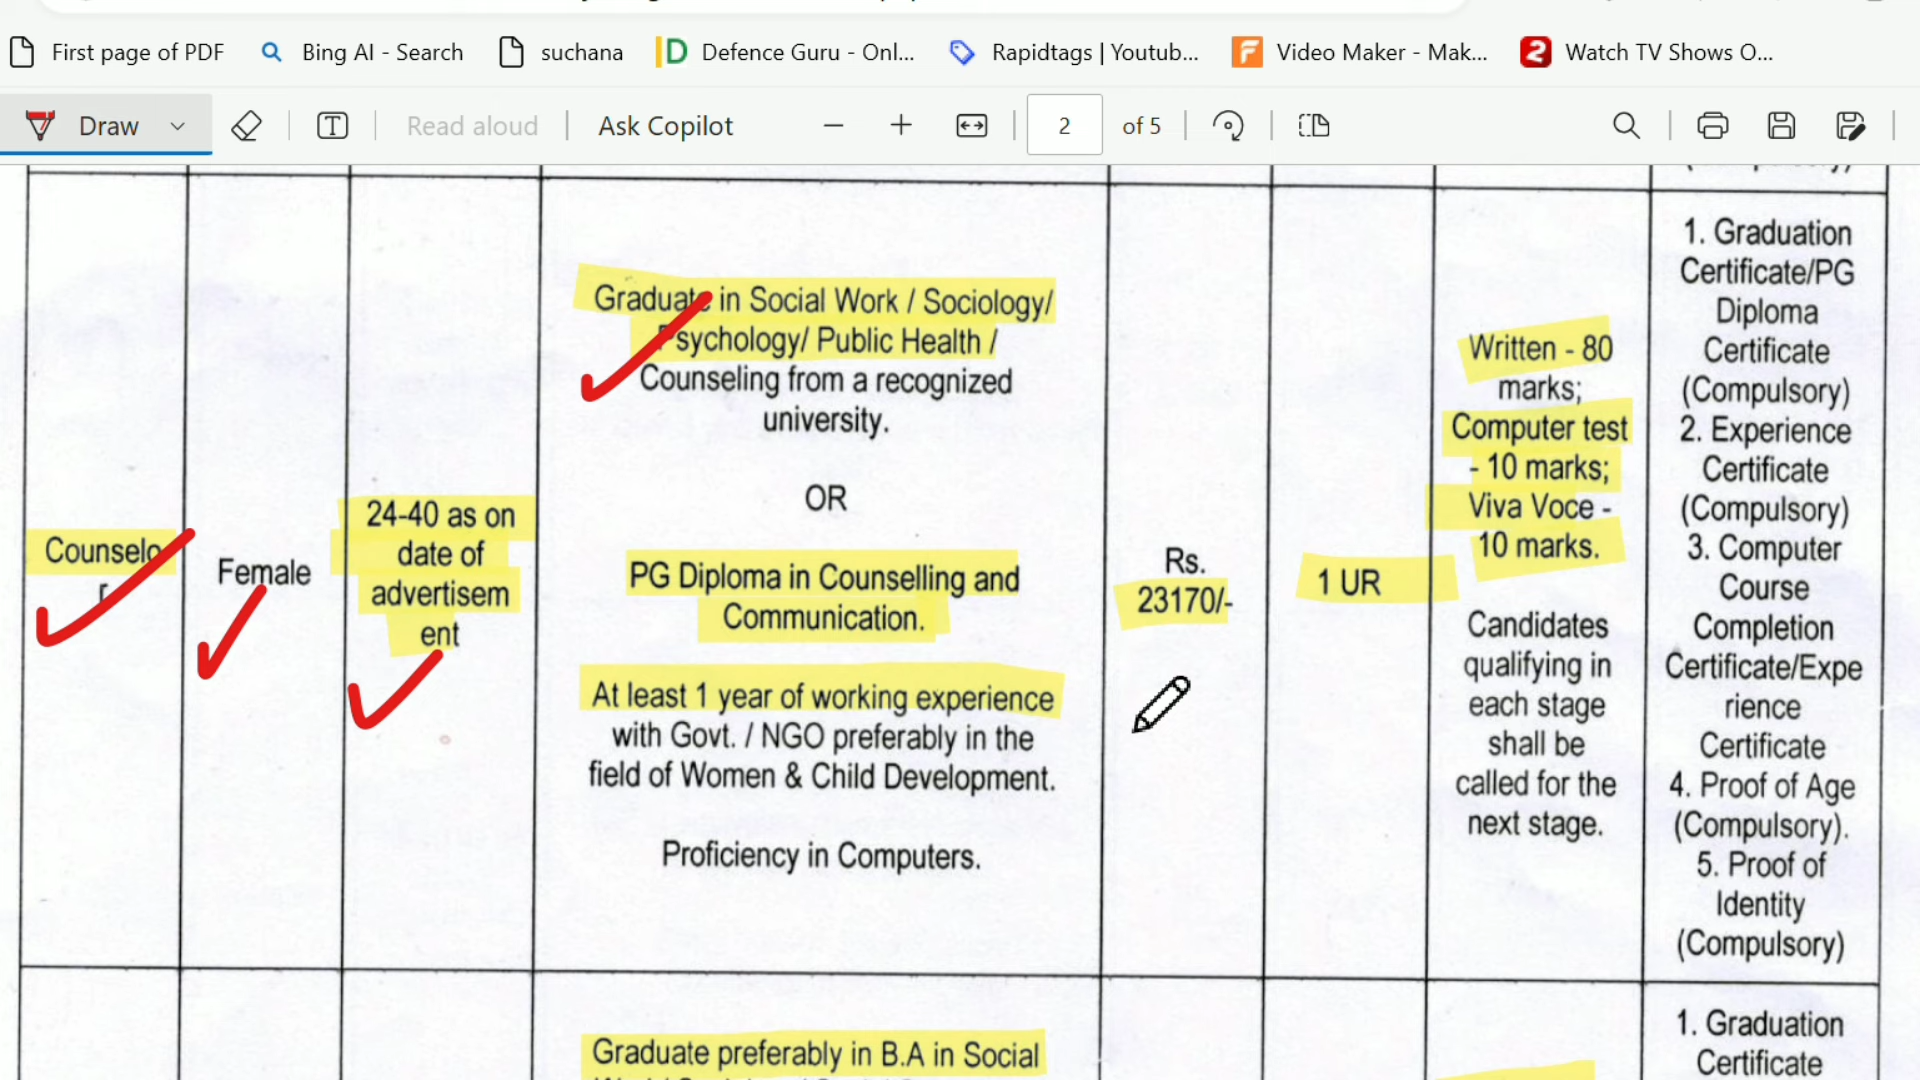 First page of PDF
Bing AI - Search
suchana
Defence Guru - Onl...
Rapidtags | Youtub...
Video Maker - Mak...
Watch TV Shows O...
Draw
Read aloud
Ask Copilot
2
of 5
Counselo
r
Female
24-40 as on
date of
advertisem
ent
Graduate in Social Work / Sociology/
Psychology/ Public Health /
Counseling from a recognized
university.
OR
PG Diploma in Counselling and
Communication.
At least 1 year of working experience
with Govt. / NGO preferably in the
field of Women & Child Development.
Proficiency in Computers.
Rs.
23170/-
1 UR
Written - 80
marks;
Computer test
- 10 marks;
Viva Voce -
10 marks.
Candidates
qualifying in
each stage
shall be
called for the
next stage.
1. Graduation
Certificate/PG
Diploma
Certificate
(Compulsory)
2. Experience
Certificate
(Compulsory)
3. Computer
Course
Completion
Certificate/Expe
rience
Certificate
4. Proof of Age
(Compulsory).
5. Proof of
Identity
(Compulsory)
Graduate preferably in B.A in Social
1. Graduation
Certificate